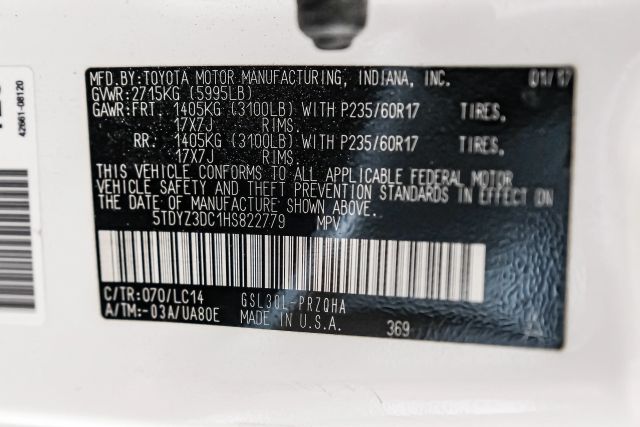 MFD.BY:TOYOTA MOTOR MANUFACTURING, INDIANA, INC. 01/17
GVWR:2715KG (5995LB)
GAWR:FRT. 1405KG (3100LB) WITH P.235/60R17 TIRES,
17X7J RIMS.
RR. 1405KG (3100LB) WITH P235/60R17 TIRES,
17X7J RIMS.
THIS VEHICLE CONFORMS TO ALL APPLICABLE FEDERAL MOTOR
VEHICLE SAFETY AND THEFT PREVENTION STANDARDS IN EFFECT ON
THE DATE OF MANUFACTURE SHOWN ABOVE.
5TDYZ3DC1HS822779 MPV
C/TR:070/LC14 GSL30L-PRZQHA
A/TM:-03A/UA80E MADE IN U.S.A. 369
42661-08120